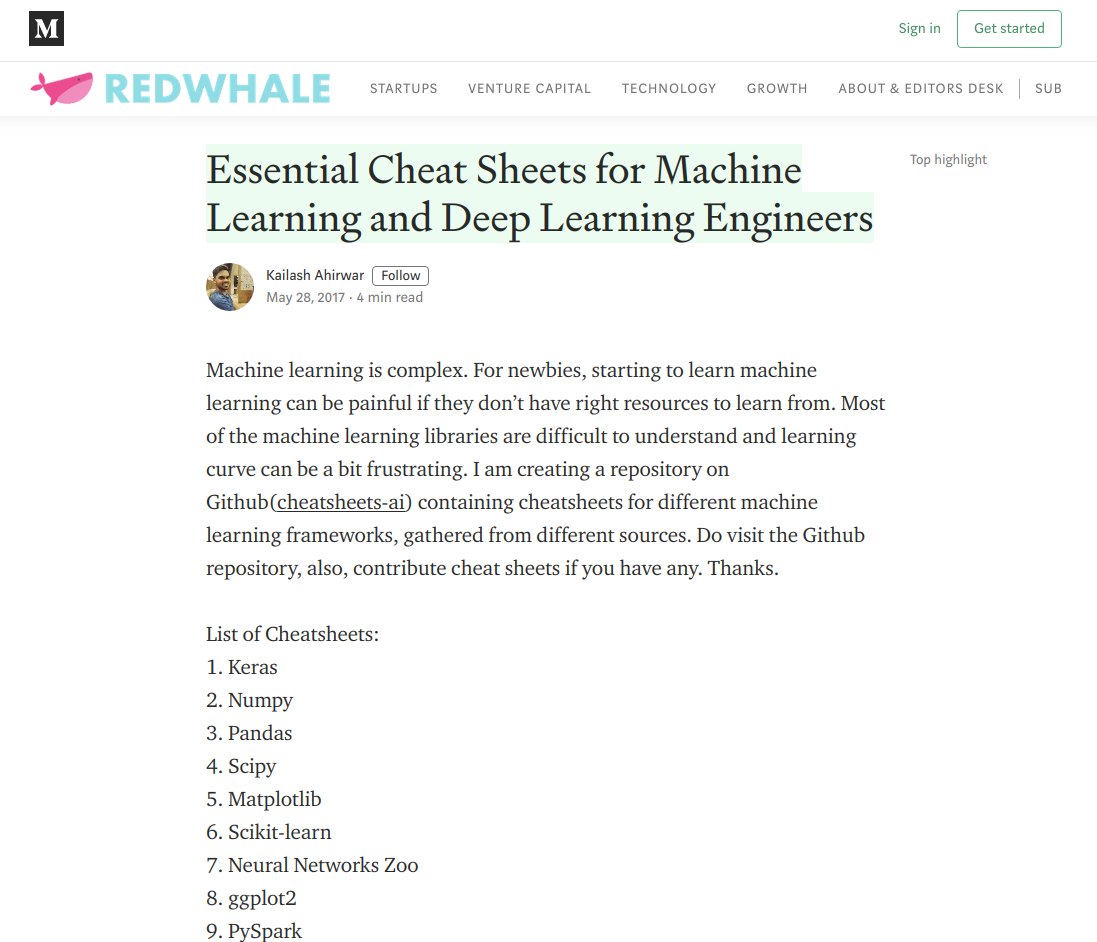 M
Sign in
Get started
REDWHALE
STARTUPS
VENTURE CAPITAL
TECHNOLOGY
GROWTH
ABOUT & EDITORS DESK
SUB
Essential Cheat Sheets for Machine
Learning and Deep Learning Engineers
Top highlight
Kailash Ahirwar Follow
May 28, 2017 · 4 min read
Machine learning is complex. For newbies, starting to learn machine
learning can be painful if they don’t have right resources to learn from. Most
of the machine learning libraries are difficult to understand and learning
curve can be a bit frustrating. I am creating a repository on
Github(cheatsheets-ai) containing cheatsheets for different machine
learning frameworks, gathered from different sources. Do visit the Github
repository, also, contribute cheat sheets if you have any. Thanks.
List of Cheatsheets:
1. Keras
2. Numpy
3. Pandas
4. Scipy
5. Matplotlib
6. Scikit-learn
7. Neural Networks Zoo
8. ggplot2
9. PySpark